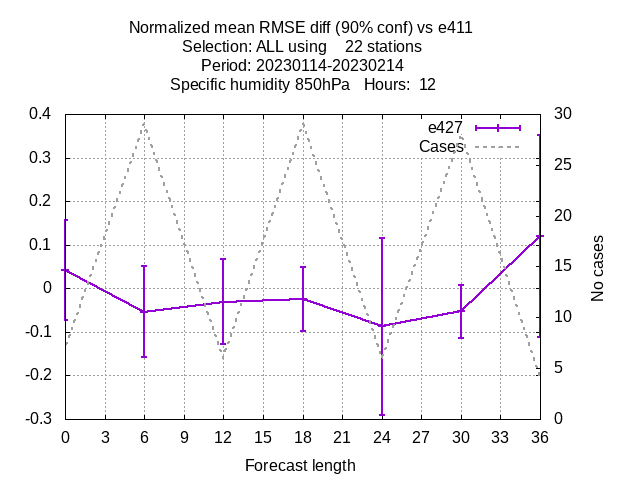 Normalized mean RMSE diff (90% conf) vs e411
Selection: ALL using    22 stations
Period: 20230114-20230214
Specific humidity 850hPa   Hours:  12
0.4
0.3
0.2
0.1
0
-0.1
-0.2
-0.3
e427
Cases
30
25
20
15
10
5
0
No cases
0 3 6 9 12 15 18 21 24 27 30 33 36
Forecast length